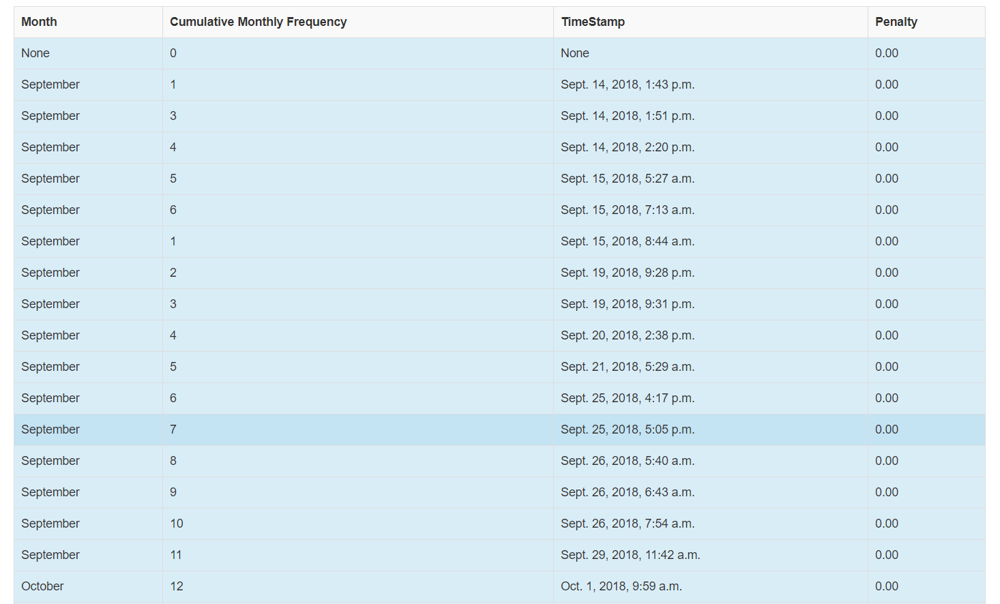 Month Cumulative Monthly Frequency TimeStamp Penalty
None 0 None 0.00
September 1 Sept. 14, 2018, 1:43 p.m. 0.00
September 3 Sept. 14, 2018, 1:51 p.m. 0.00
September 4 Sept. 14, 2018, 2:20 p.m. 0.00
September 5 Sept. 15, 2018, 5:27 a.m. 0.00
September 6 Sept. 15, 2018, 7:13 a.m. 0.00
September 1 Sept. 15, 2018, 8:44 a.m. 0.00
September 2 Sept. 19, 2018, 9:28 p.m. 0.00
September 3 Sept. 19, 2018, 9:31 p.m. 0.00
September 4 Sept. 20, 2018, 2:38 p.m. 0.00
September 5 Sept. 21, 2018, 5:29 a.m. 0.00
September 6 Sept. 25, 2018, 4:17 p.m. 0.00
September 7 Sept. 25, 2018, 5:05 p.m. 0.00
September 8 Sept. 26, 2018, 5:40 a.m. 0.00
September 9 Sept. 26, 2018, 6:43 a.m. 0.00
September 10 Sept. 26, 2018, 7:54 a.m. 0.00
September 11 Sept. 29, 2018, 11:42 a.m. 0.00
October 12 Oct. 1, 2018, 9:59 a.m. 0.00